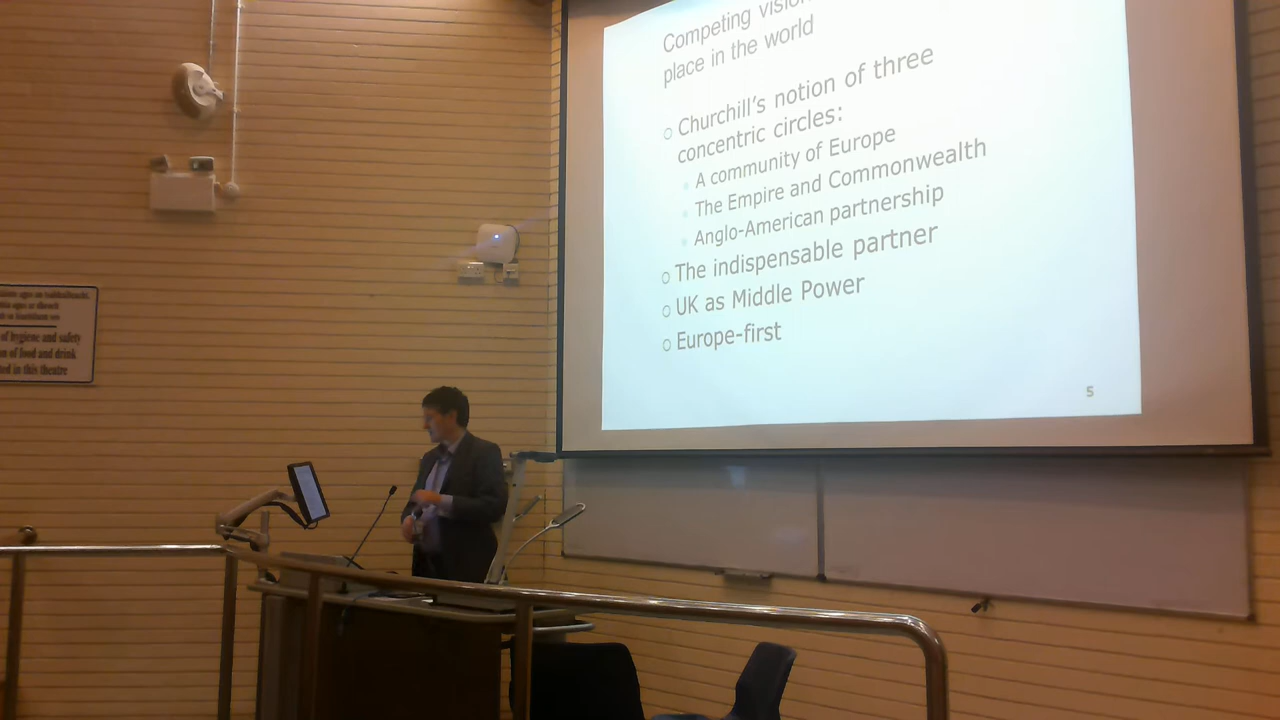 Competing
place in the world
Churchill's notion of three
concentric circles:
A community of Europe
The Empire and Commonwealth
Anglo-American partnership
The indispensable partner
UK as Middle Power
Europe-first
5
of hygiene and safety
of food and drink
in this theatre